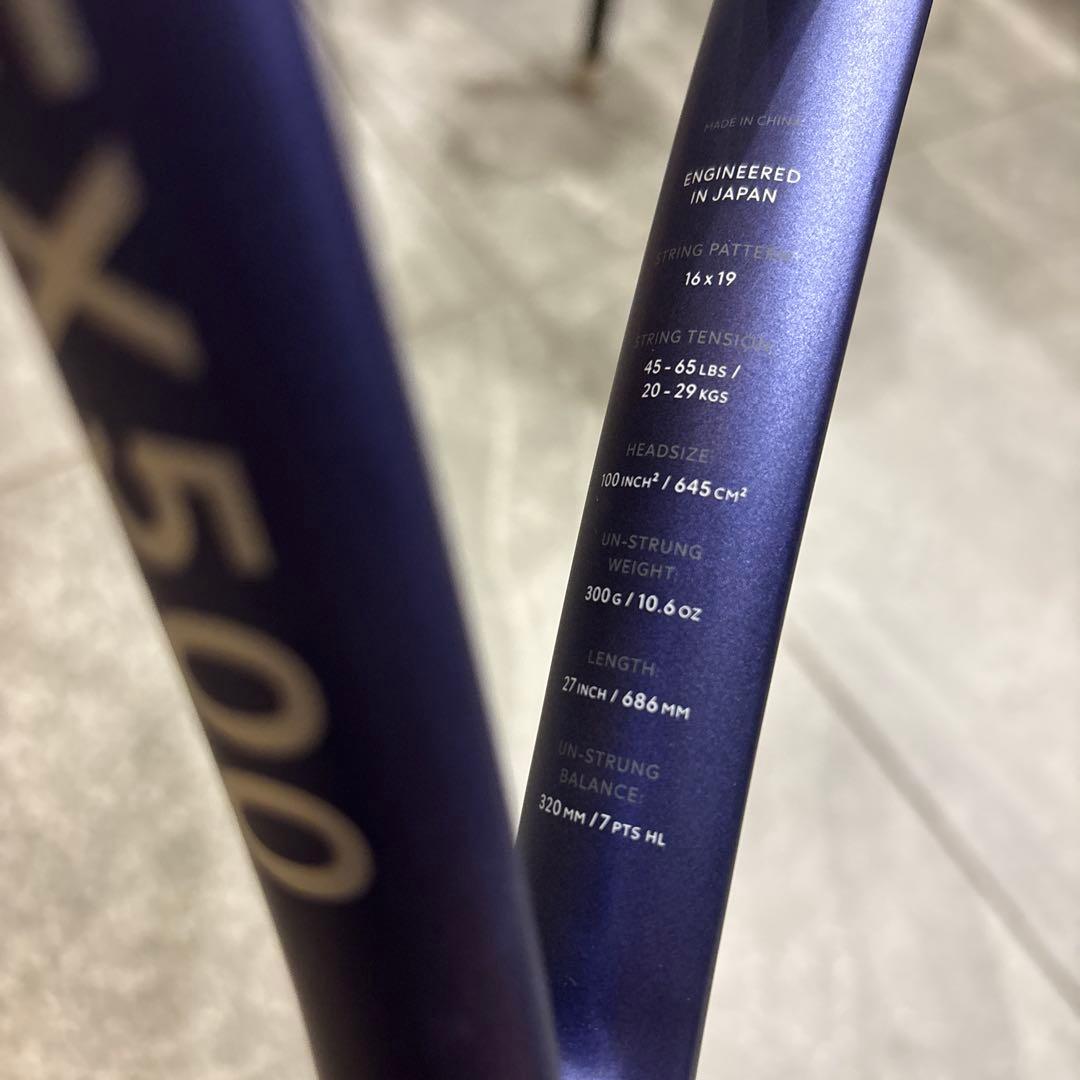 X 500
MADE IN CHINA
ENGINEERED
IN JAPAN
STRING PATTERN:
16 x 19
STRING TENSION:
45 - 65 LBS /
20 - 29 KGS
HEADSIZE:
100 INCH² / 645 CM²
UN-STRUNG
WEIGHT:
300 G / 10.6 OZ
LENGTH:
27 INCH / 686 MM
UN-STRUNG
BALANCE:
320 MM / 7 PTS HL